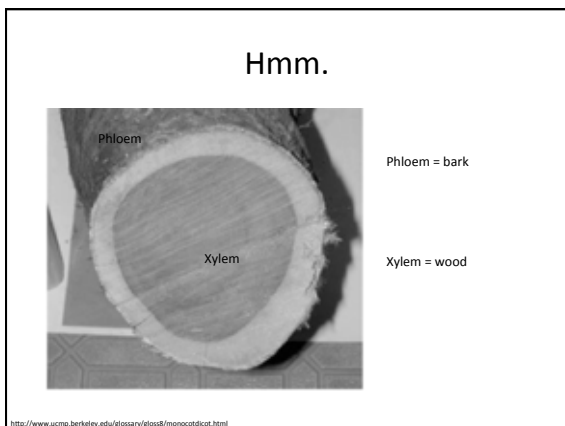 Hmm.
Phloem
Phloem = bark
Xylem
Xylem = wood
http://www.ucmp.berkeley.edu/glossary/gloss8/monocotdicot.html